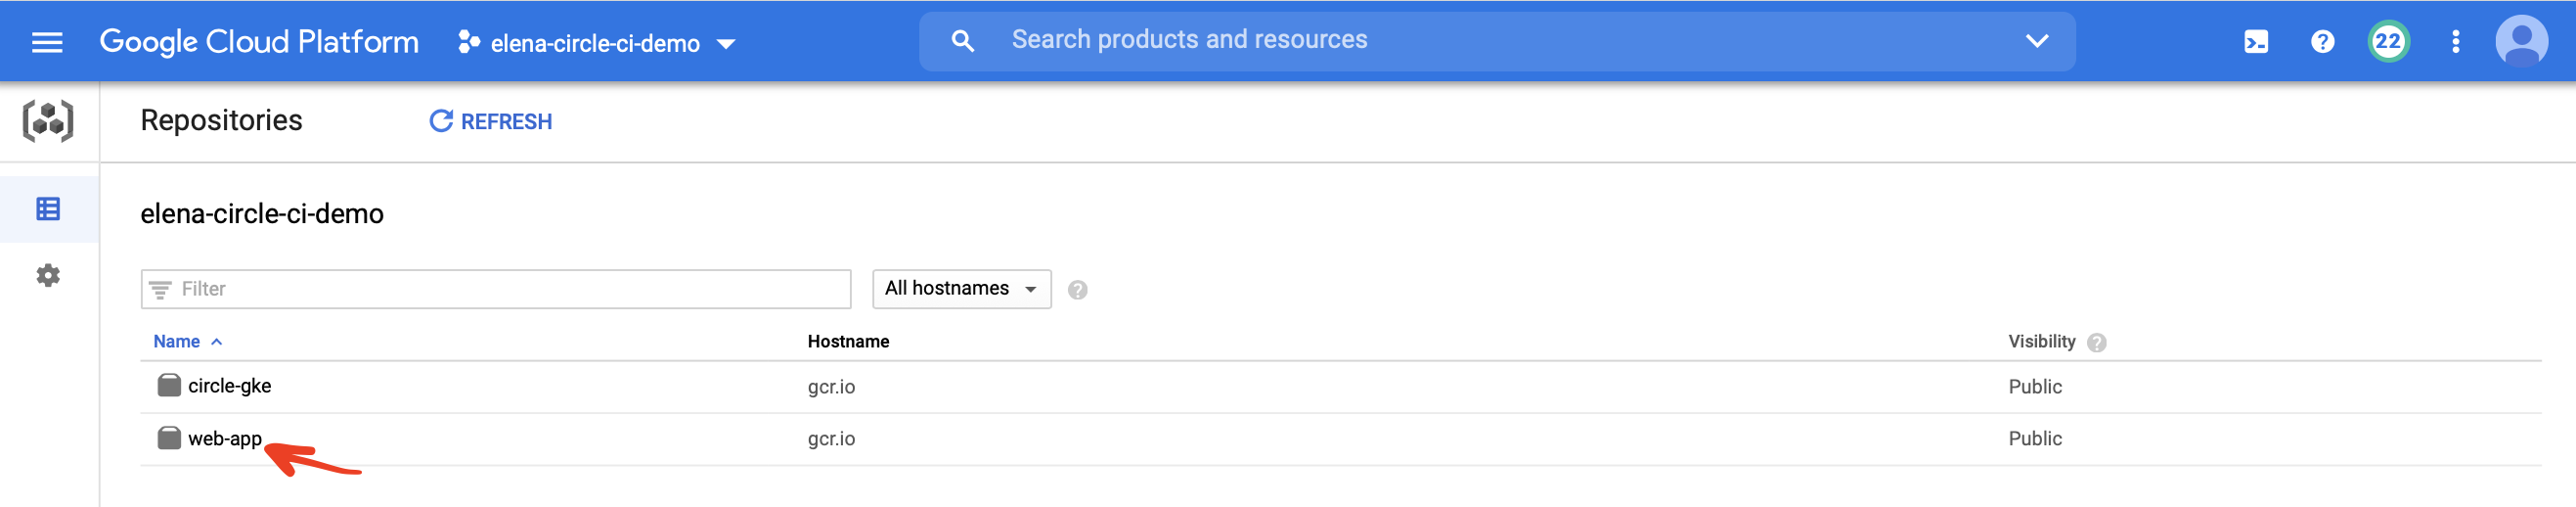 Google Cloud Platform elena-circle-ci-demo Search products and resources 22
Repositories REFRESH
elena-circle-ci-demo
Filter All hostnames
Name Hostname Visibility
circle-gke gcr.io Public
web-app gcr.io Public